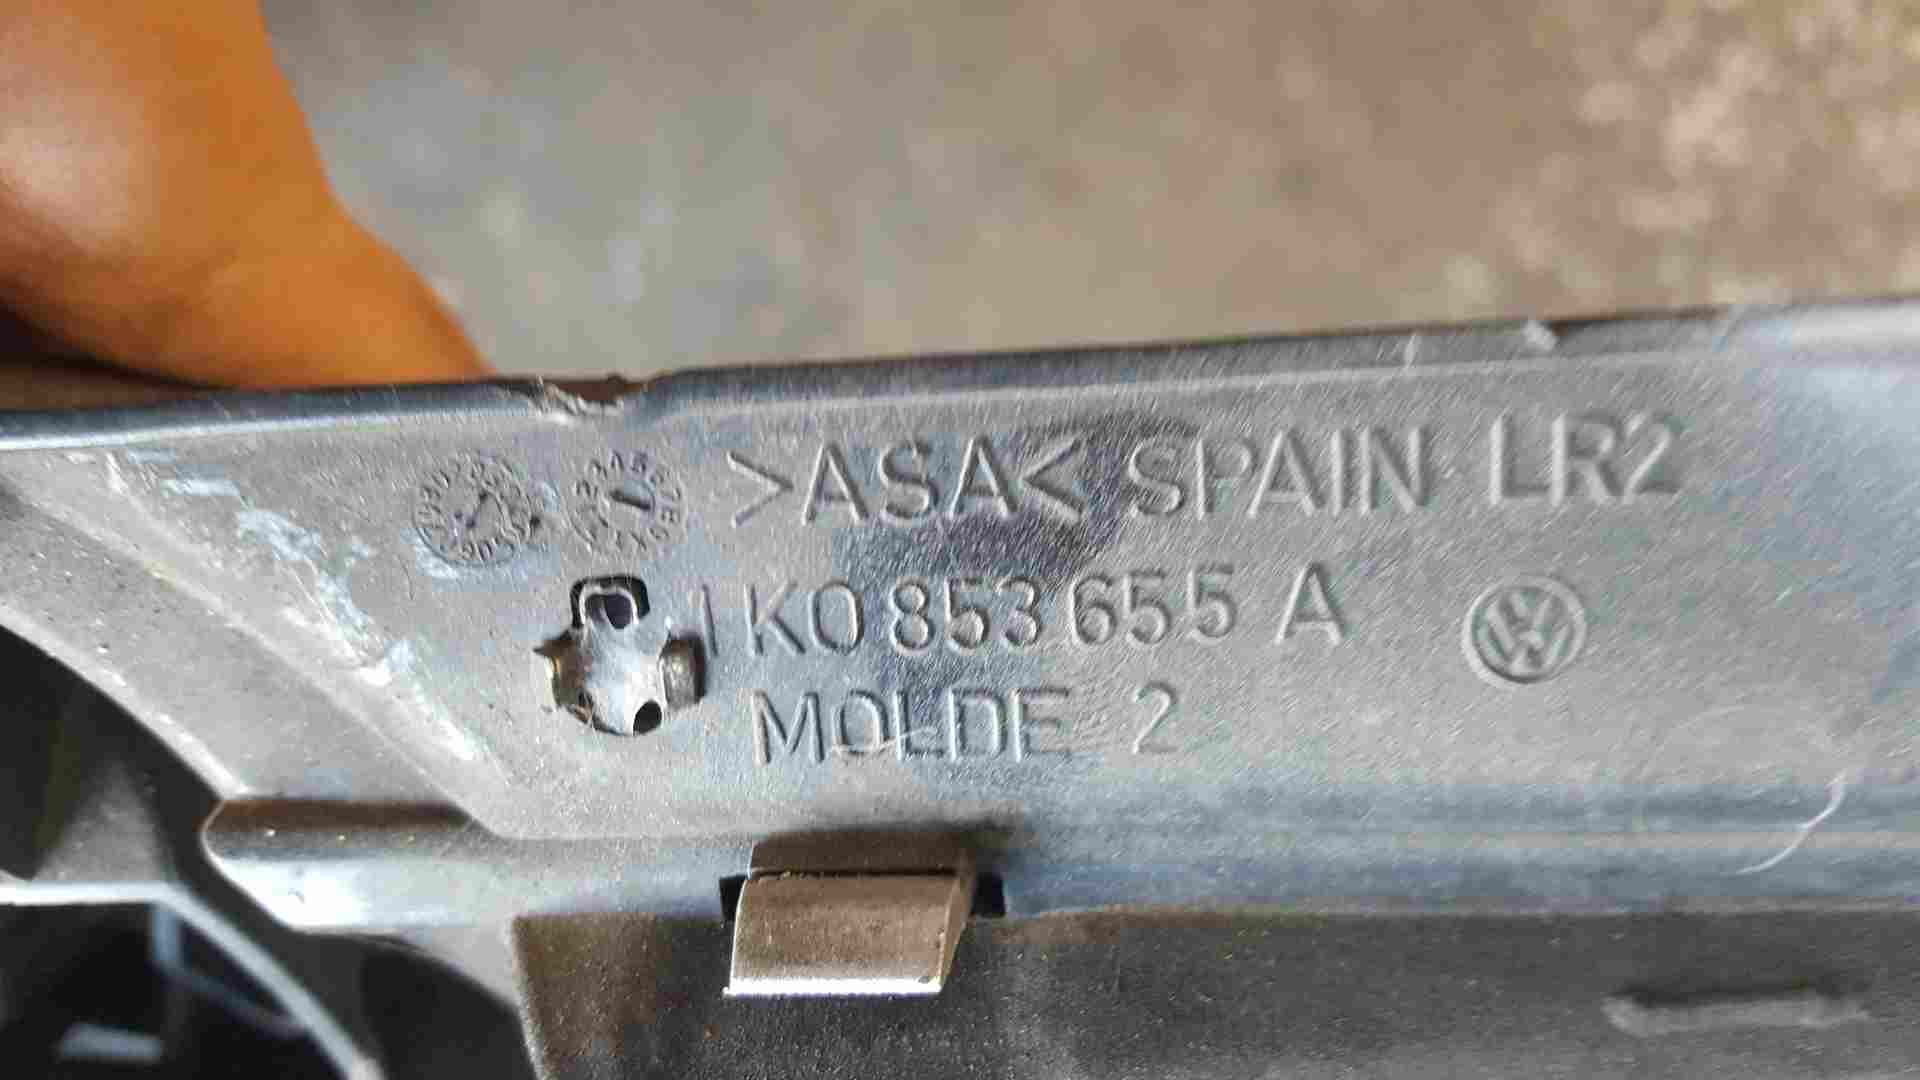 >ASA< SPAIN LR2
1K0 853 655 A
MOLDE 2